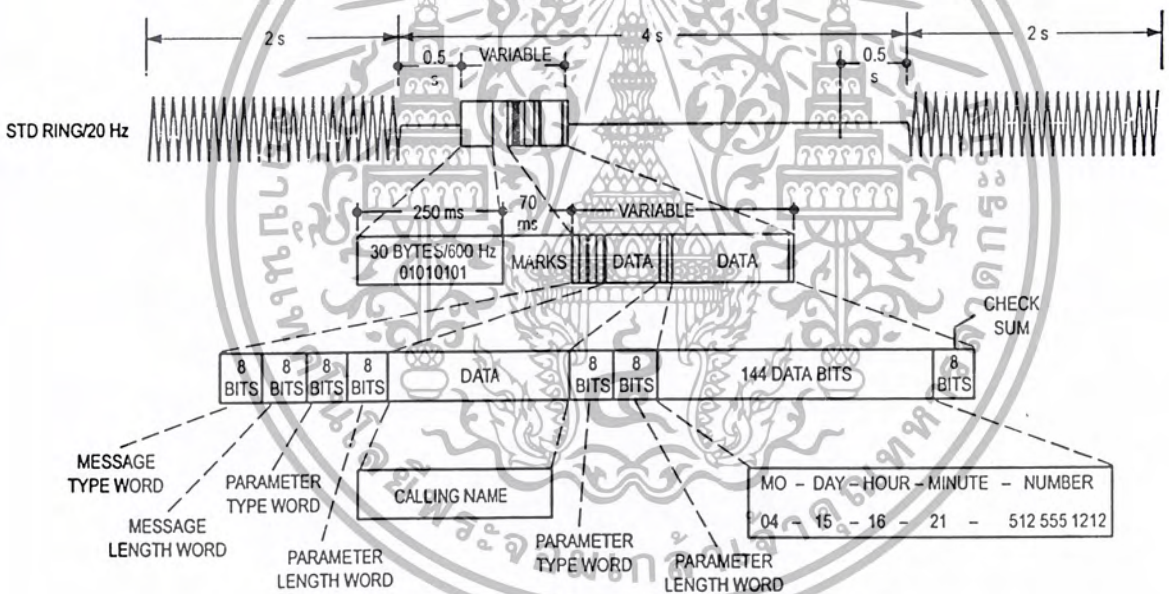 2 s
4 s
2 s
0.5 s
VARIABLE
0.5 s
STD RING/20 Hz
250 ms
70 ms
VARIABLE
30 BYTES/600 Hz
01010101
MARKS
DATA
DATA
CHECK SUM
8 BITS
8 BITS
8 BITS
8 BITS
DATA
8 BITS
8 BITS
144 DATA BITS
8 BITS
MESSAGE TYPE WORD
MESSAGE LENGTH WORD
PARAMETER TYPE WORD
PARAMETER LENGTH WORD
CALLING NAME
PARAMETER TYPE WORD
PARAMETER LENGTH WORD
MO – DAY – HOUR – MINUTE – NUMBER
04 – 15 – 16 – 21 – 512 555 1212